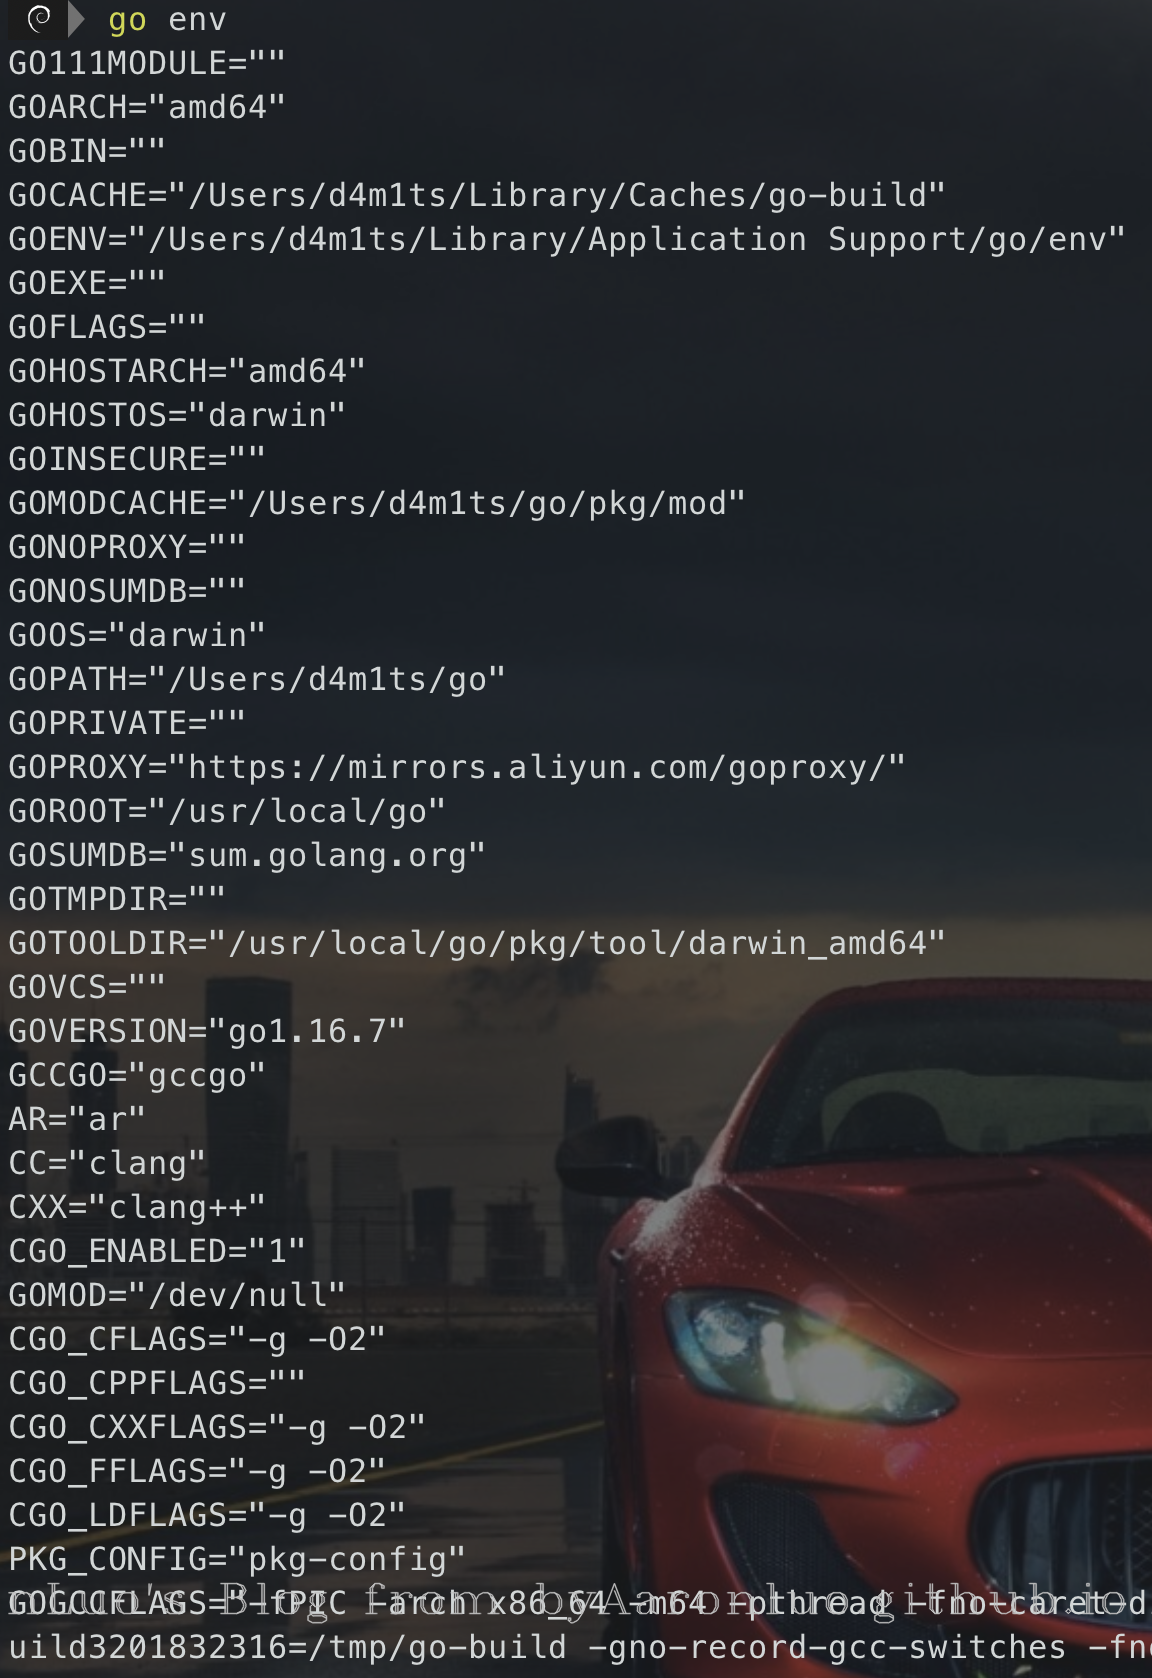 go env
GO111MODULE=""
GOARCH="amd64"
GOBIN=""
GOCACHE="/Users/d4m1ts/Library/Caches/go-build"
GOENV="/Users/d4m1ts/Library/Application Support/go/env"
GOEXE=""
GOFLAGS=""
GOHOSTARCH="amd64"
GOHOSTOS="darwin"
GOINSECURE=""
GOMODCACHE="/Users/d4m1ts/go/pkg/mod"
GONOPROXY=""
GONOSUMDB=""
GOOS="darwin"
GOPATH="/Users/d4m1ts/go"
GOPRIVATE=""
GOPROXY="https://mirrors.aliyun.com/goproxy/"
GOROOT="/usr/local/go"
GOSUMDB="sum.golang.org"
GOTMPDIR=""
GOTOOLDIR="/usr/local/go/pkg/tool/darwin_amd64"
GOVCS=""
GOVERSION="go1.16.7"
GCCGO="gccgo"
AR="ar"
CC="clang"
CXX="clang++"
CGO_ENABLED="1"
GOMOD="/dev/null"
CGO_CFLAGS="-g -O2"
CGO_CPPFLAGS=""
CGO_CXXFLAGS="-g -O2"
CGO_FFLAGS="-g -O2"
CGO_LDFLAGS="-g -O2"
PKG_CONFIG="pkg-config"
GOGCCFLAGS="-fPIC -arch x86_64 -m64 -pthread -fno-caret-d
Blog from byAaronluo.github.io
uild3201832316=/tmp/go-build -gno-record-gcc-switches -fn